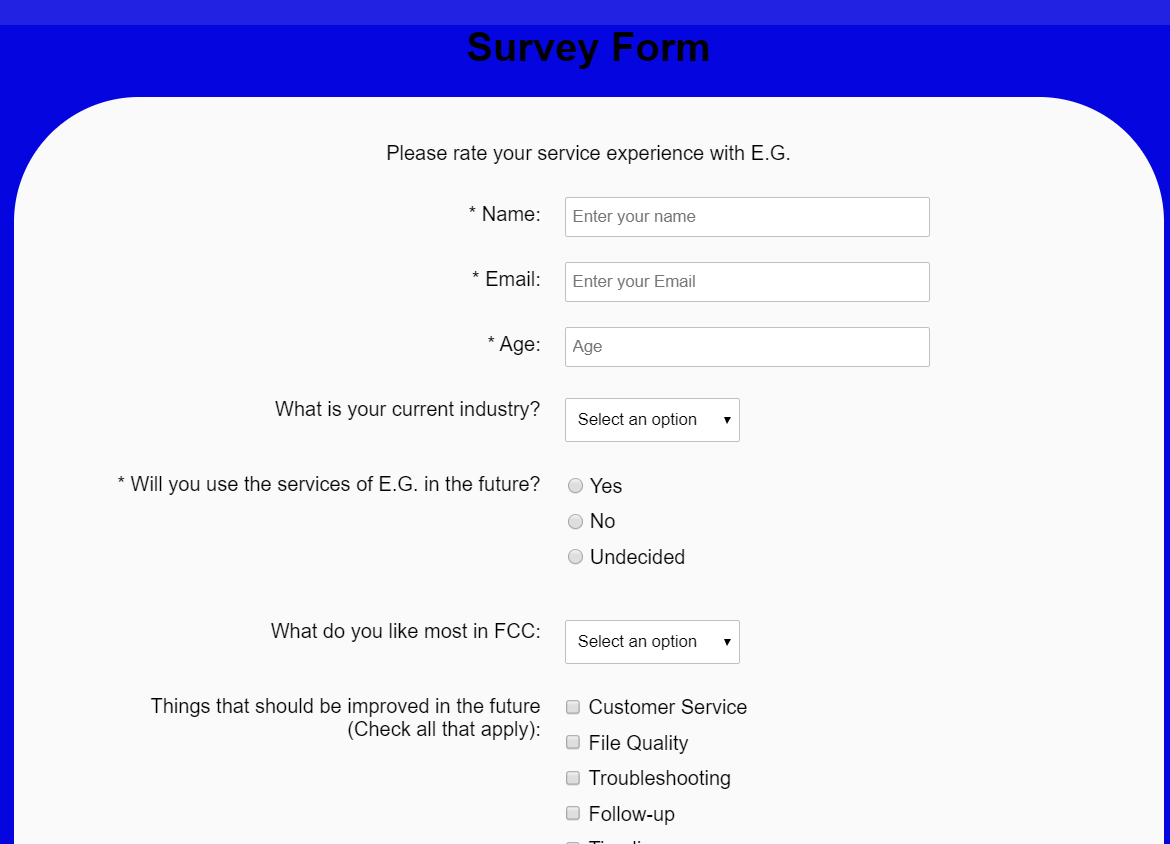 Survey Form
Please rate your service experience with E.G.
* Name: Enter your name
* Email: Enter your Email
* Age: Age
What is your current industry? Select an option
* Will you use the services of E.G. in the future? Yes
No
Undecided
What do you like most in FCC: Select an option
Things that should be improved in the future
(Check all that apply):
Customer Service
File Quality
Troubleshooting
Follow-up